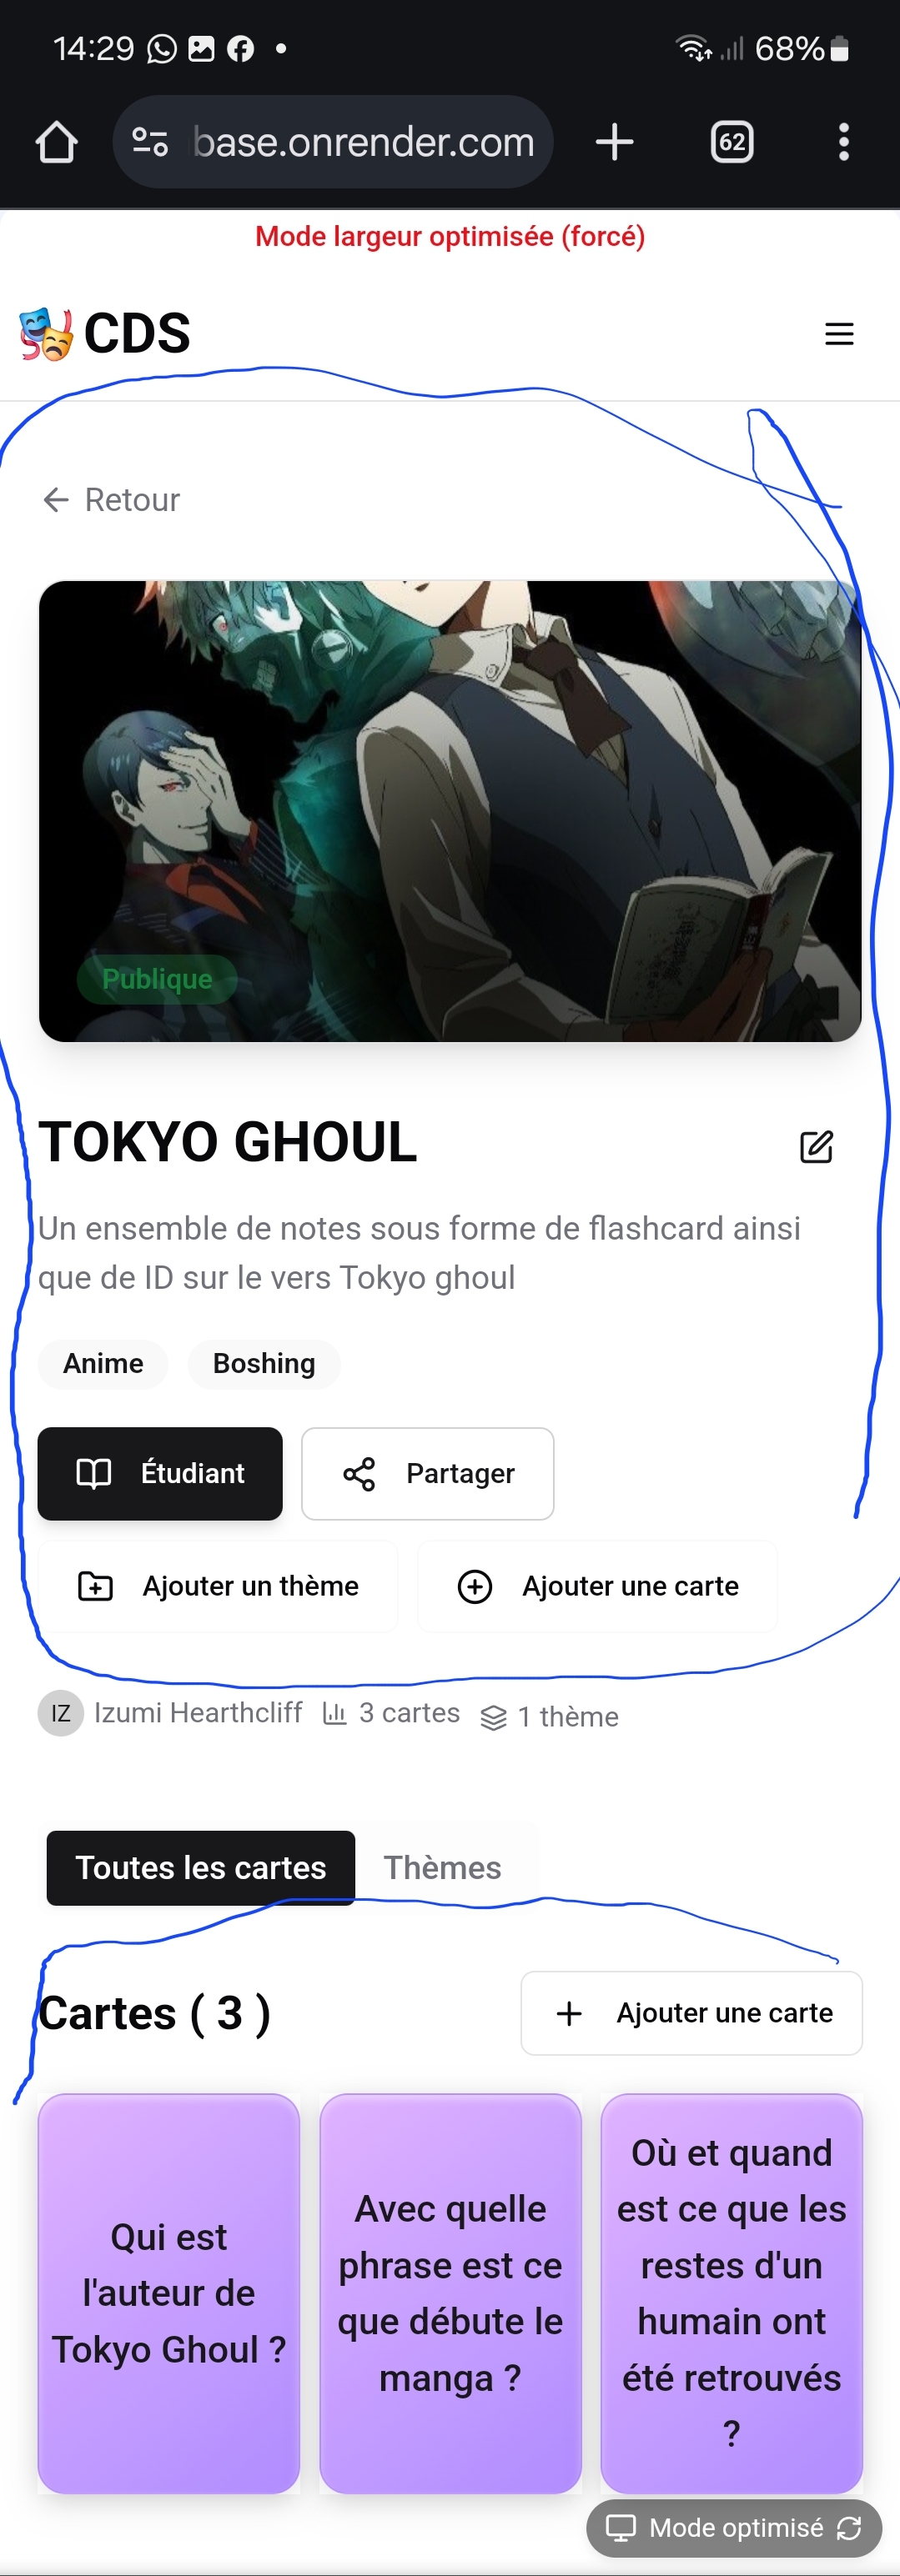 14:29
68%
base.onrender.com
62
Mode largeur optimisée (forcé)
CDS
Retour
Publique
TOKYO GHOUL
Un ensemble de notes sous forme de flashcard ainsi
que de ID sur le vers Tokyo ghoul
Anime
Boshing
Étudiant
Partager
Ajouter un thème
Ajouter une carte
IZ
Izumi Hearthcliff
3 cartes
1 thème
Toutes les cartes
Thèmes
Cartes ( 3 )
Ajouter une carte
Qui est
l'auteur de
Tokyo Ghoul ?
Avec quelle
phrase est ce
que débute le
manga ?
Où et quand
est ce que les
restes d'un
humain ont
été retrouvés
?
Mode optimisé